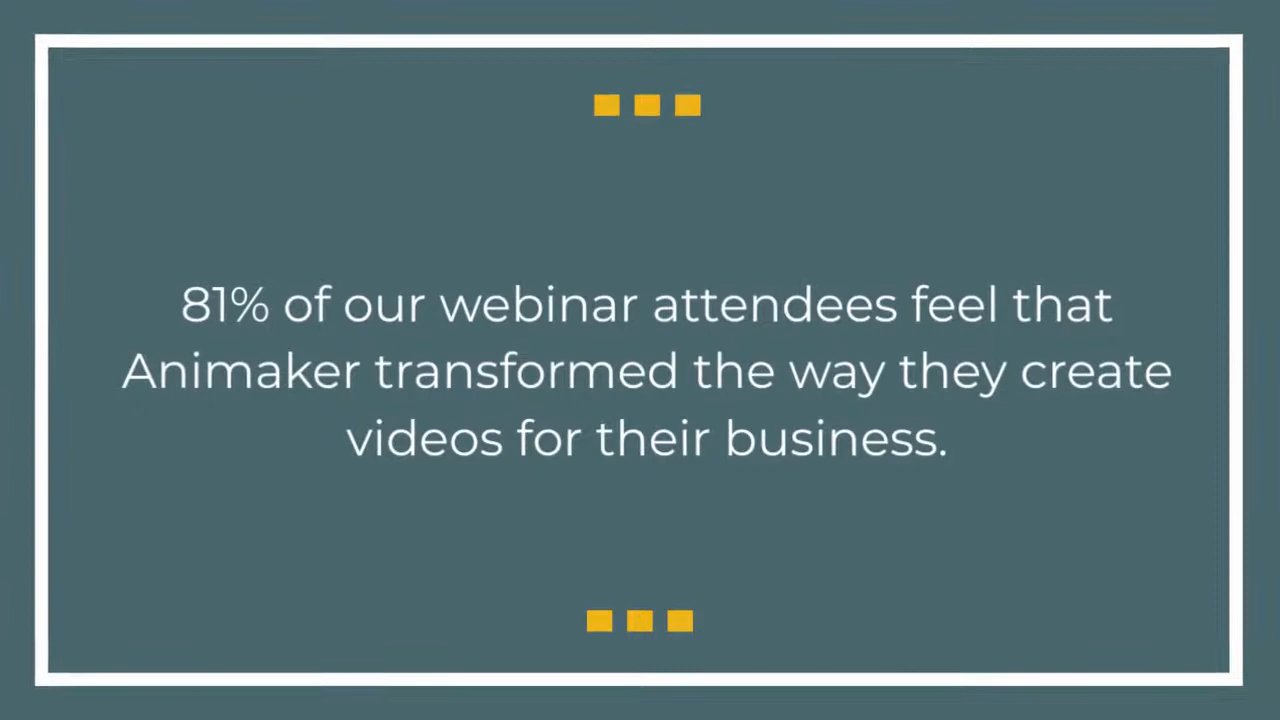 81% of our webinar attendees feel that
Animaker transformed the way they create
videos for their business.